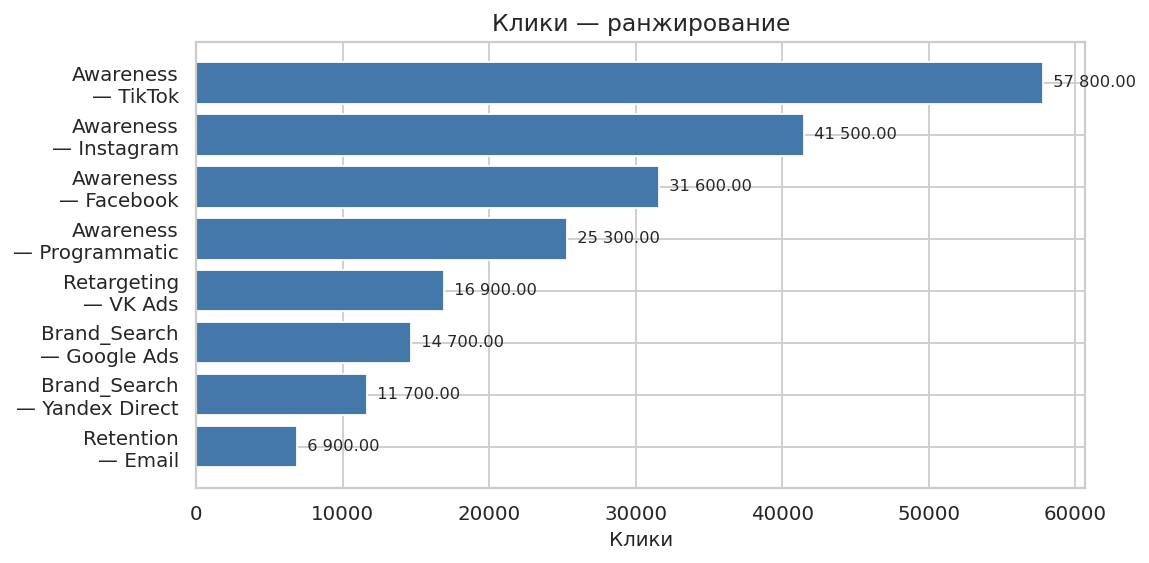 Клики — ранжирование
Awareness
— TikTok
57 800.00
Awareness
— Instagram
41 500.00
Awareness
— Facebook
31 600.00
Awareness
— Programmatic
25 300.00
Retargeting
— VK Ads
16 900.00
Brand_Search
— Google Ads
14 700.00
Brand_Search
— Yandex Direct
11 700.00
Retention
— Email
6 900.00
0 10000 20000 30000 40000 50000 60000
Клики